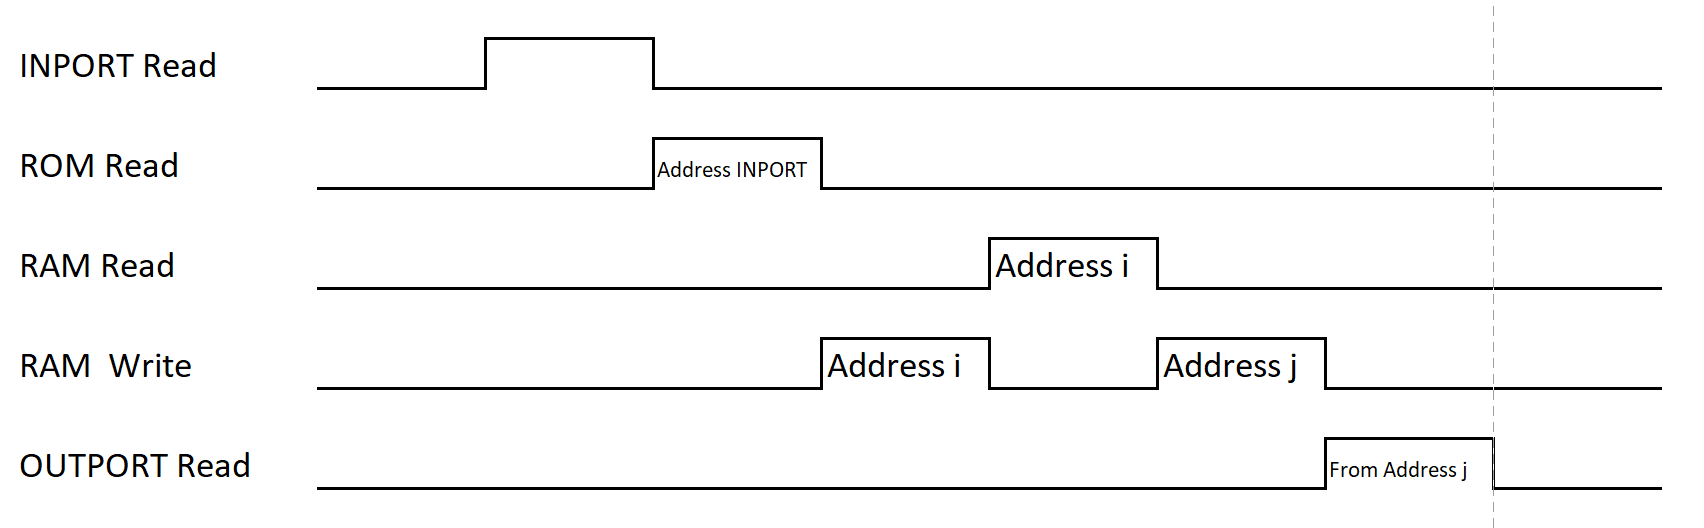 INPORT Read
ROM Read
Address INPORT
RAM Read
Address i
RAM  Write
Address i
Address j
OUTPORT Read
From Address j